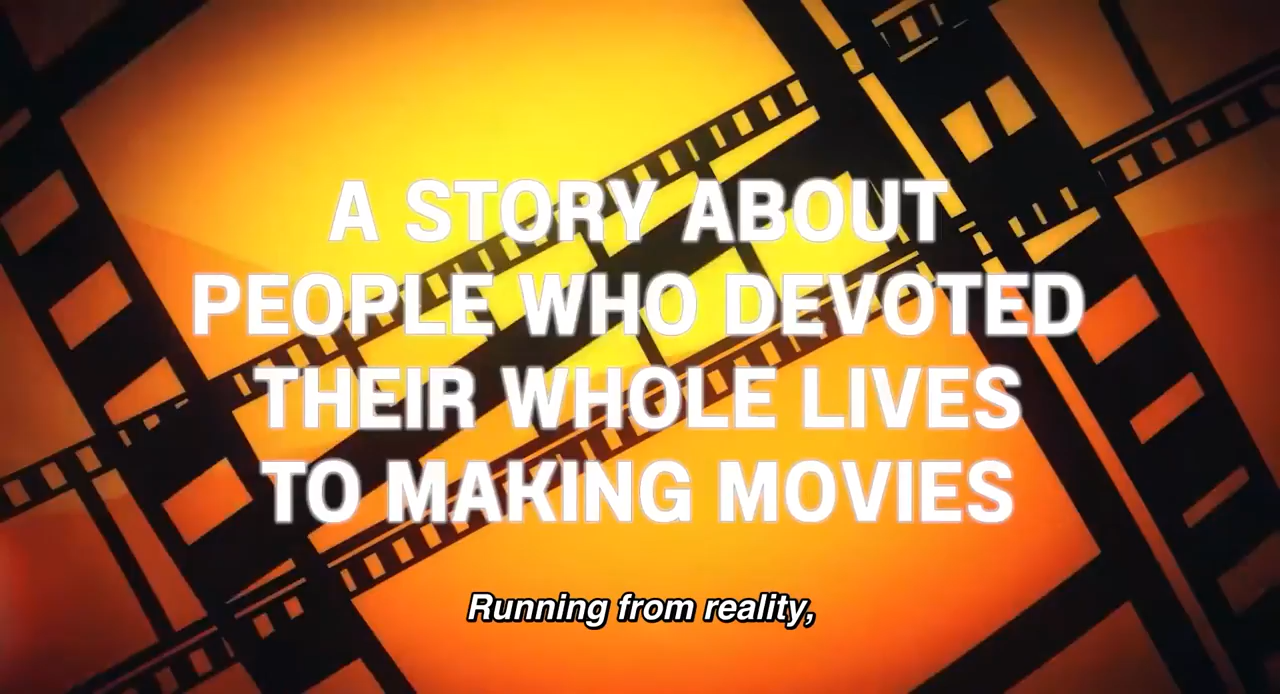 A STORY ABOUT
PEOPLE WHO DEVOTED
THEIR WHOLE LIVES
TO MAKING MOVIES
Running from reality,